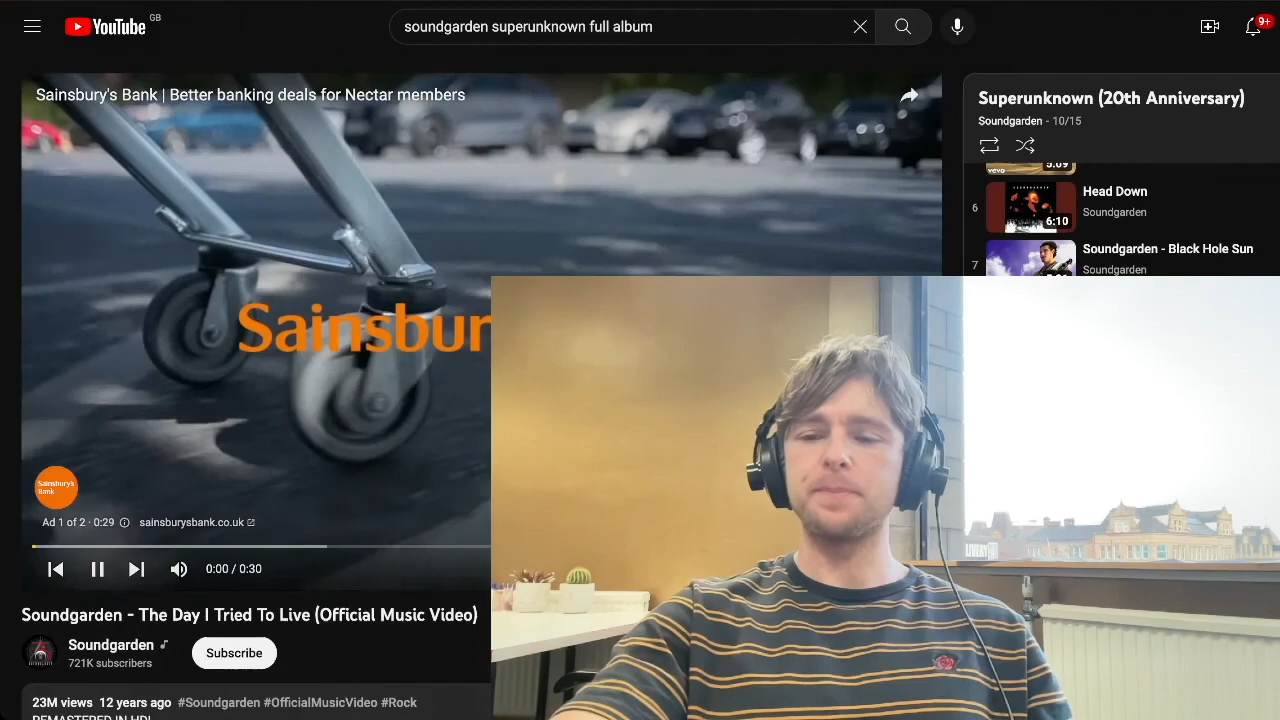 YouTube GB
soundgarden superunknown full album
9+
Sainsbury's Bank | Better banking deals for Nectar members
Superunknown (20th Anniversary)
Soundgarden - 10/15
vevo
5:09
6
Head Down
Soundgarden
6:10
7
Soundgarden - Black Hole Sun
Soundgarden
Sainsbur
Sainsbury's
Bank
Ad 1 of 2 · 0:29 sainsburysbank.co.uk
LIVERY
0:00 / 0:30
Soundgarden - The Day I Tried To Live (Official Music Video)
Soundgarden
721K subscribers
Subscribe
23M views 12 years ago #Soundgarden #OfficialMusicVideo #Rock
REMASTERED IN HD!